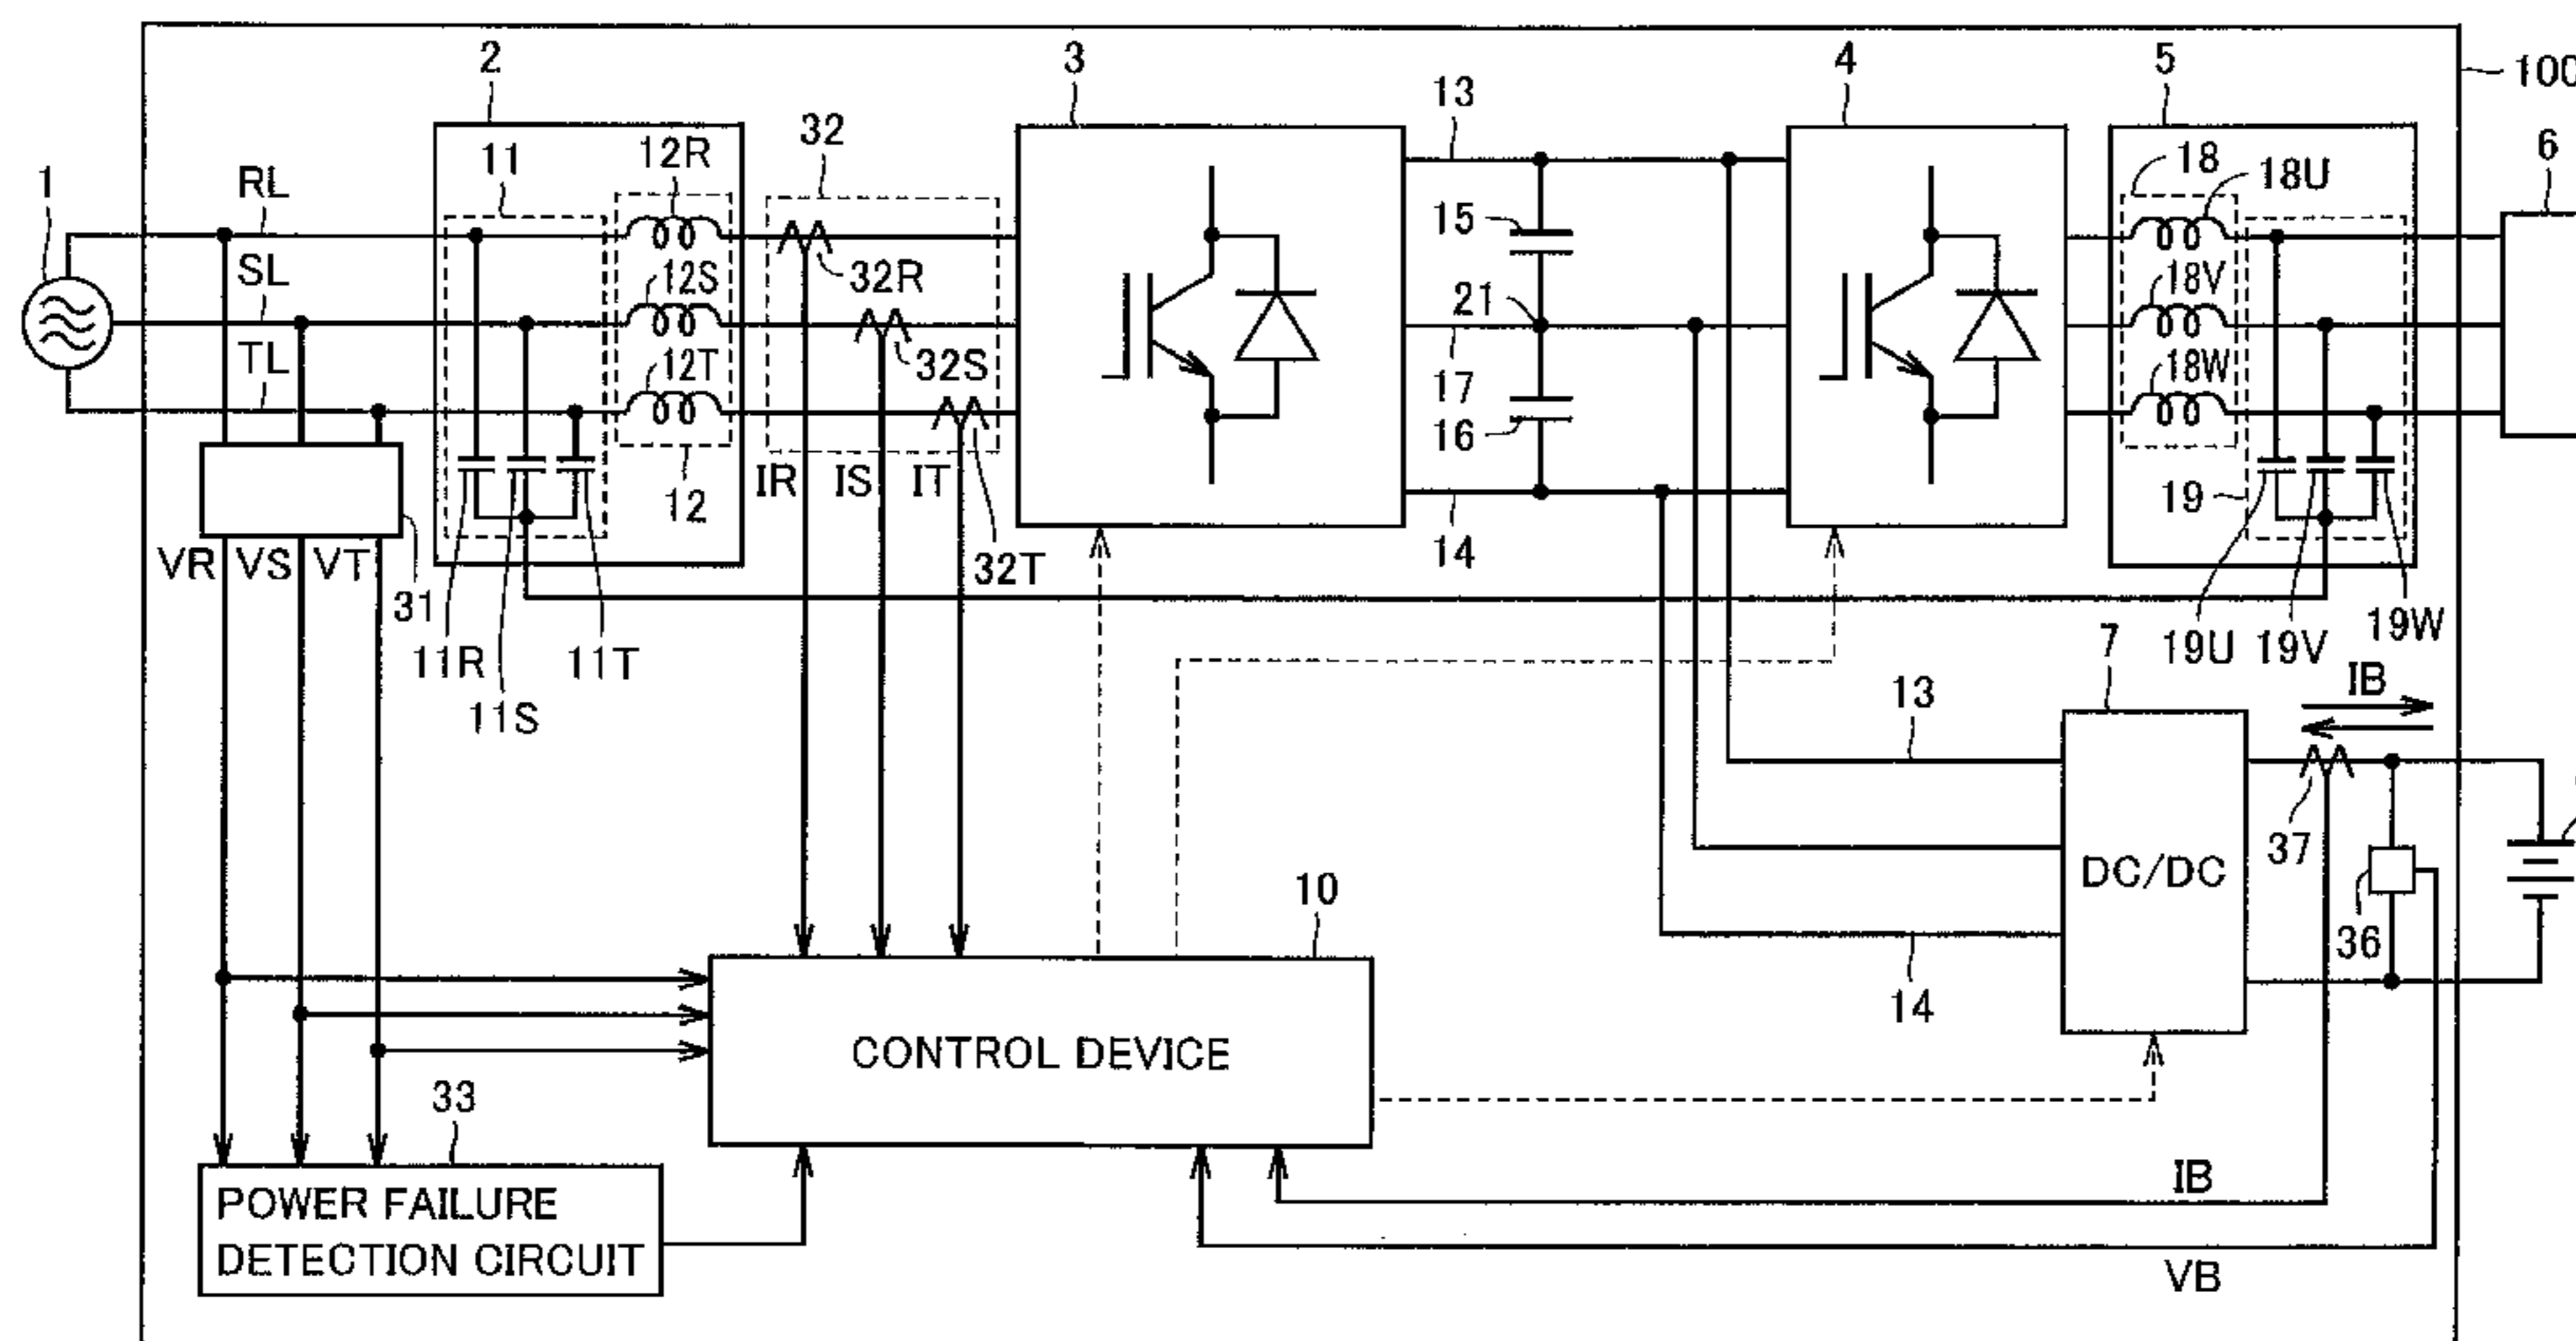 2
3
4
5
100
1
RL
11
12R
32
13
18
18U
6
SL
12S
32R
15
18V
TL
12T
32S
21
17
18W
12
IR
IS
IT
16
19
VR
VS
VT
31
32T
14
11R
11S
11T
19U
19V
19W
7
IB
13
37
DC/DC
36
10
14
CONTROL DEVICE
33
POWER FAILURE
DETECTION CIRCUIT
IB
VB